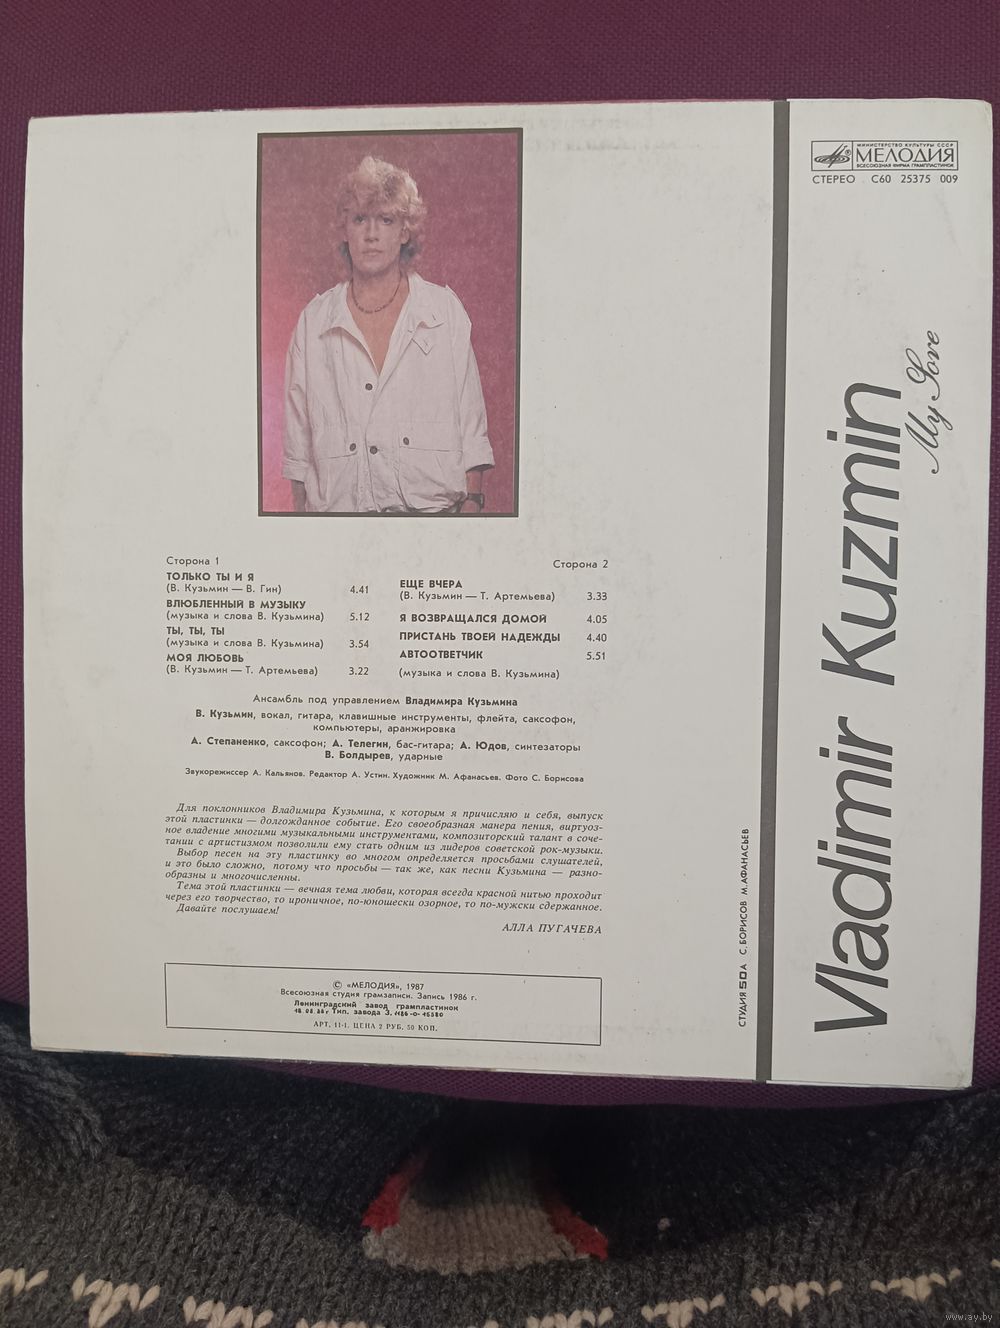 МИНИСТЕРСТВО КУЛЬТУРЫ СССР
МЕЛОДИЯ
ВСЕСОЮЗНАЯ ФИРМА ГРАМПЛАСТИНОК
СТЕРЕО С60 25375 009
Vladimir Kuzmin
My Love
Сторона 1
ТОЛЬКО ТЫ И Я
(В. Кузьмин — В. Гин) 4.41
ВЛЮБЛЕННЫЙ В МУЗЫКУ
(музыка и слова В. Кузьмина) 5.12
ТЫ, ТЫ, ТЫ
(музыка и слова В. Кузьмина) 3.54
МОЯ ЛЮБОВЬ
(В. Кузьмин — Т. Артемьева) 3.22
Сторона 2
ЕЩЕ ВЧЕРА
(В. Кузьмин — Т. Артемьева) 3.33
Я ВОЗВРАЩАЛСЯ ДОМОЙ 4.05
ПРИСТАНЬ ТВОЕЙ НАДЕЖДЫ 4.40
АВТООТВЕТЧИК 5.51
(музыка и слова В. Кузьмина)
Ансамбль под управлением Владимира Кузьмина
В. Кузьмин, вокал, гитара, клавишные инструменты, флейта, саксофон,
компьютеры, аранжировка
А. Степаненко, саксофон; А. Телегин, бас-гитара; А. Юдов, синтезаторы
В. Болдырев, ударные
Звукорежиссер А. Кальянов. Редактор А. Устин. Художник М. Афанасьев. Фото С. Борисова
Для поклонников Владимира Кузьмина, к которым я причисляю и себя, выпуск
этой пластинки — долгожданное событие. Его своеобразная манера пения, виртуоз-
ное владение многими музыкальными инструментами, композиторский талант в соче-
тании с артистизмом позволили ему стать одним из лидеров советской рок-музыки.
Выбор песен на эту пластинку во многом определяется просьбами слушателей,
и это было сложно, потому что просьбы — так же, как песни Кузьмина — разно-
образны и многочисленны.
Тема этой пластинки — вечная тема любви, которая всегда красной нитью проходит
через его творчество, то ироничное, по-юношески озорное, то по-мужски сдержанное.
Давайте послушаем!
АЛЛА ПУГАЧЕВА
© «МЕЛОДИЯ», 1987
Всесоюзная студия грамзаписи. Запись 1986 г.
Ленинградский завод грампластинок
Тип. завода З.
АРТ. 11-1. ЦЕНА 2 РУБ. 50 КОП.
СТУДИЯ 50А С. БОРИСОВ М. АФАНАСЬЕВ
www.ay.by